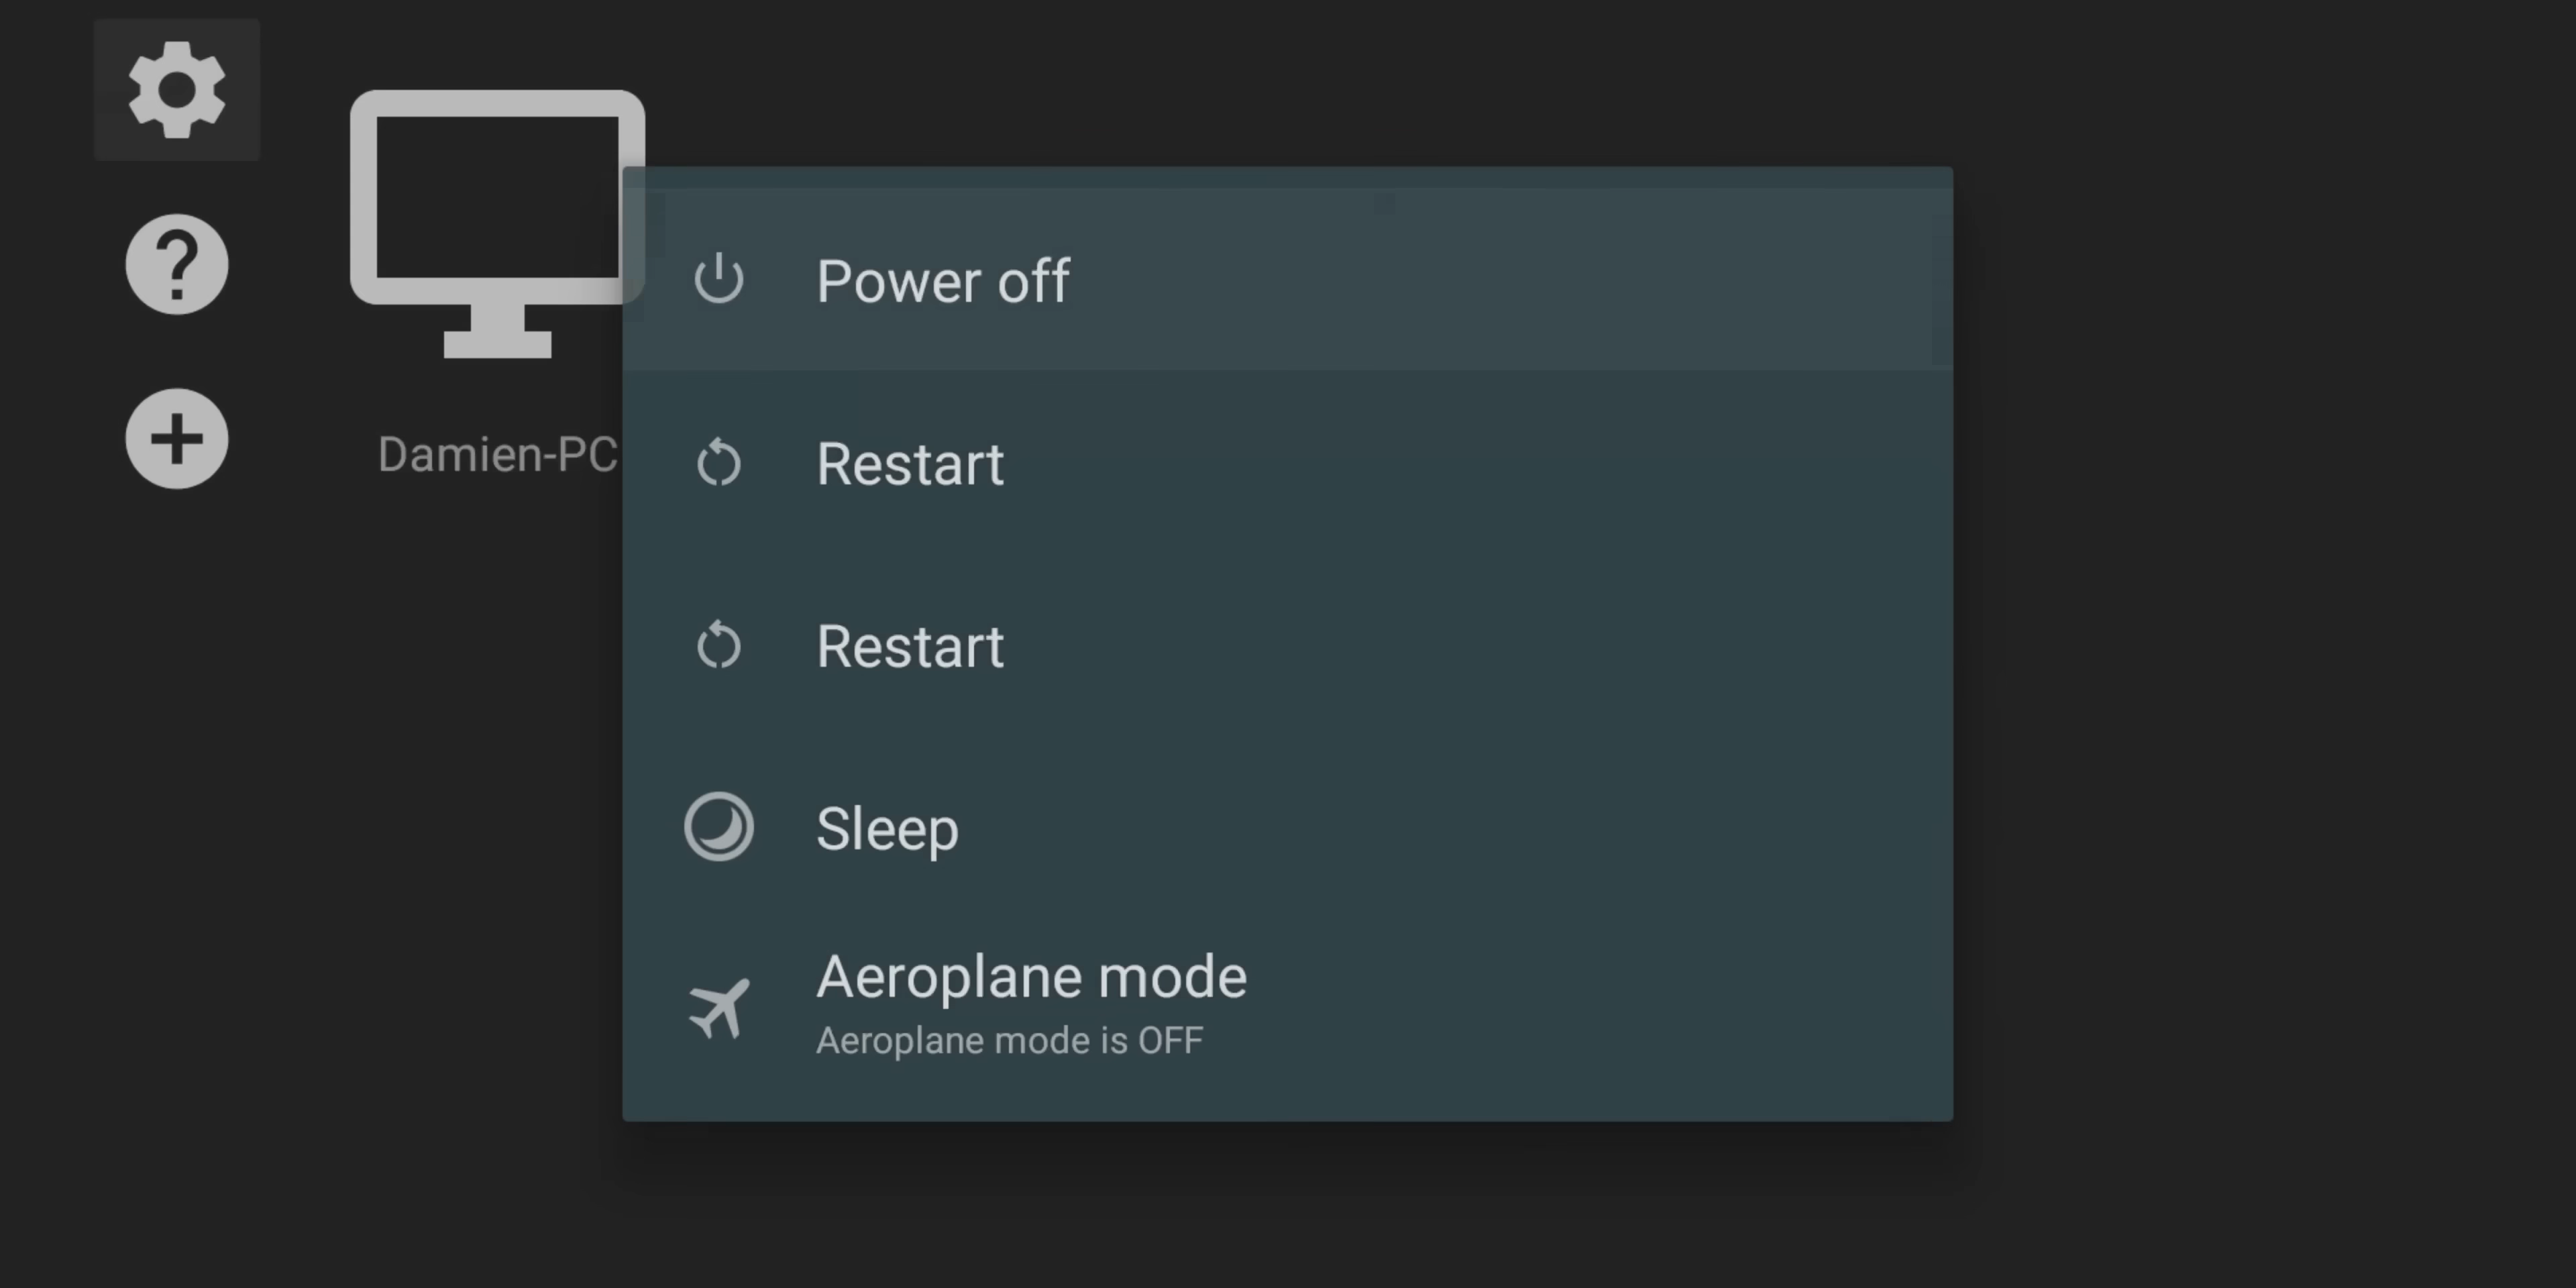 Damien-PC
Power off
Restart
Restart
Sleep
Aeroplane mode
Aeroplane mode is OFF